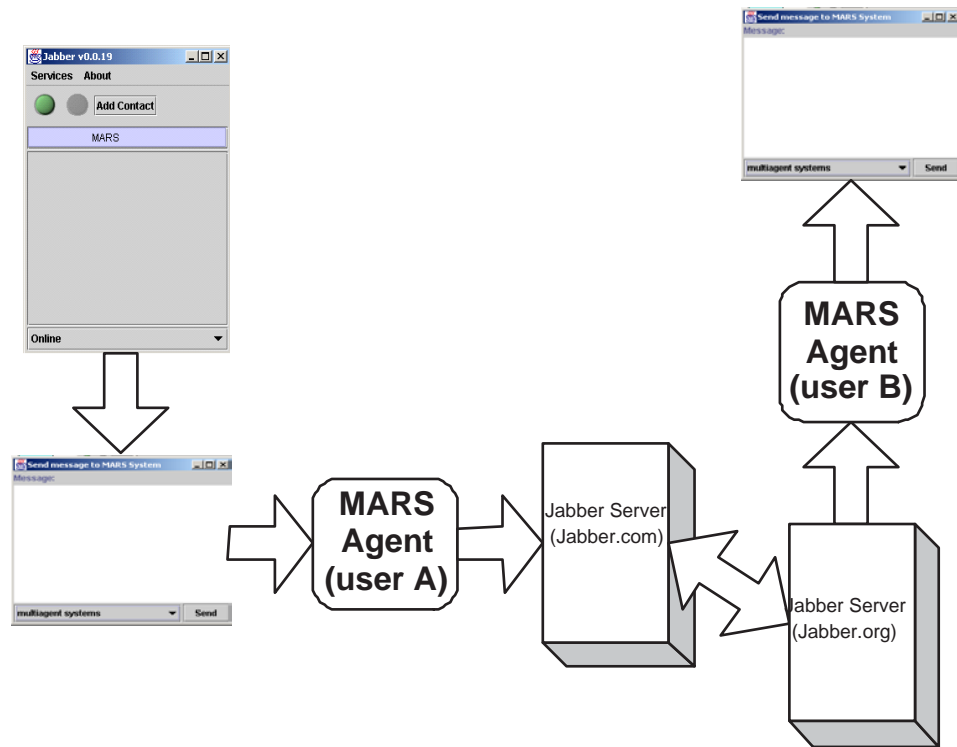 Jabber v0.0.19
Services About
Add Contact
MARS
Online
Send message to MARS System
Message:
multiagent systems Send
MARS
Agent
(user A)
Jabber Server
(Jabber.com)
Jabber Server
(Jabber.org)
MARS
Agent
(user B)
Send message to MARS System
Message:
multiagent systems Send